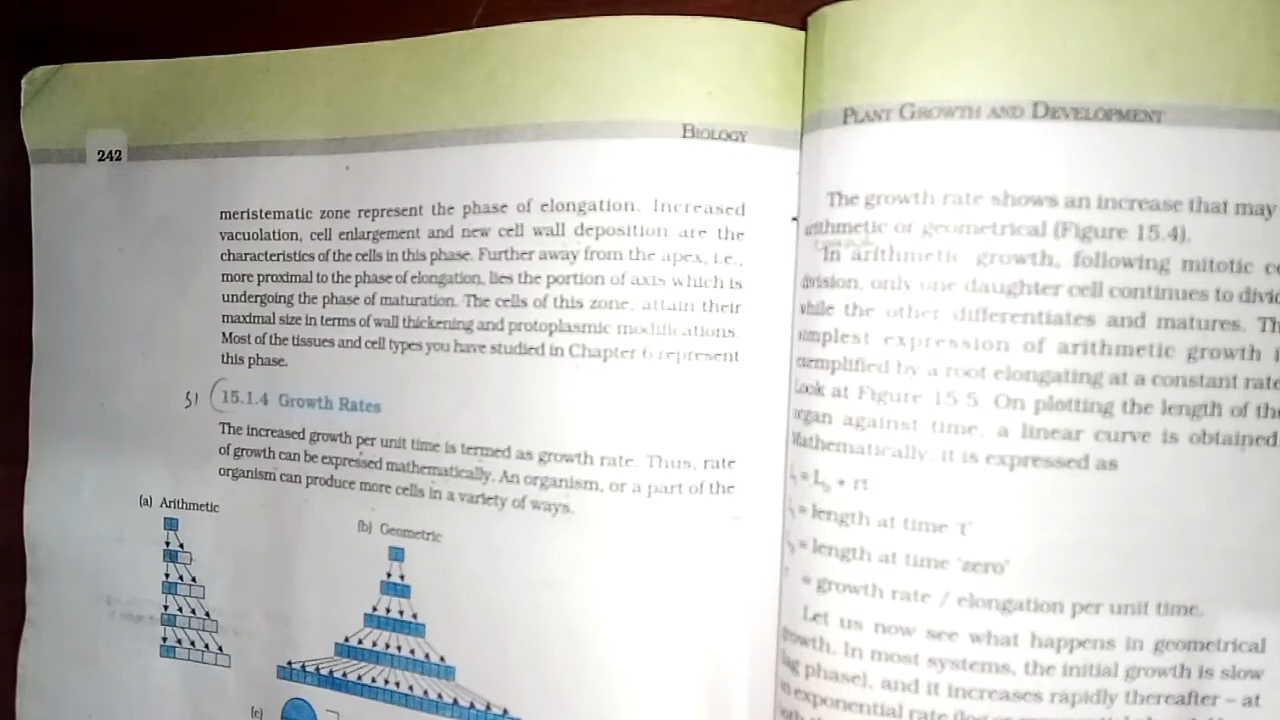 242
BIOLOGY
meristematic zone represent the phase of elongation. Increased
vacuolation, cell enlargement and new cell wall deposition are the
characteristics of the cells in this phase. Further away from the apex, i.e.,
more proximal to the phase of elongation, lies the portion of axis which is
undergoing the phase of maturation. The cells of this zone, attain their
maximal size in terms of wall thickening and protoplasmic modifications.
Most of the tissues and cell types you have studied in Chapter 6 represent
this phase.
15.1.4 Growth Rates
The increased growth per unit time is termed as growth rate. Thus, rate
of growth can be expressed mathematically. An organism, or a part of the
organism can produce more cells in a variety of ways.
(a) Arithmetic
(b) Geometric
(c)
PLANT GROWTH AND DEVELOPMENT
The growth rate shows an increase that may
arithmetic or geometrical (Figure 15.4).
In arithmetic growth, following mitotic
division, only one daughter cell continues to
while the other differentiates and matures.
simplest expression of arithmetic growth
exemplified by a root elongating at a constant rate
Look at Figure 15.5. On plotting the length of the
organ against time, a linear curve is obtained.
Mathematically, it is expressed as
= L0 + rt
= length at time 't'
= length at time 'zero'
= growth rate / elongation per unit time.
Let us now see what happens in geometrical
growth. In most systems, the initial growth is slow
lag phase), and it increases rapidly thereafter – at
exponential rate